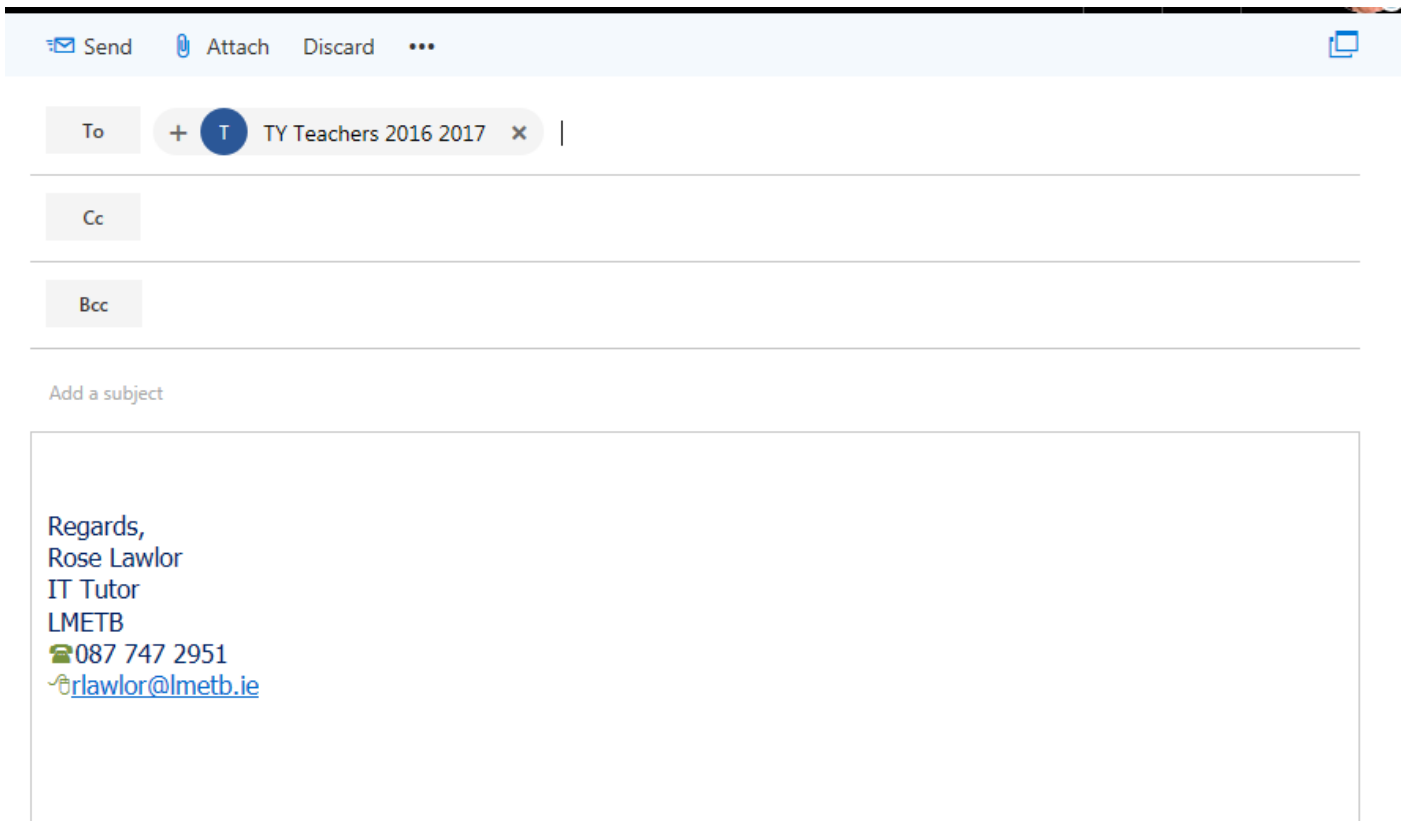 Send Attach Discard •••
To + T TY Teachers 2016 2017 ×
Cc
Bcc
Add a subject
Regards,
Rose Lawlor
IT Tutor
LMETB
☎087 747 2951
🖰rlawlor@lmetb.ie